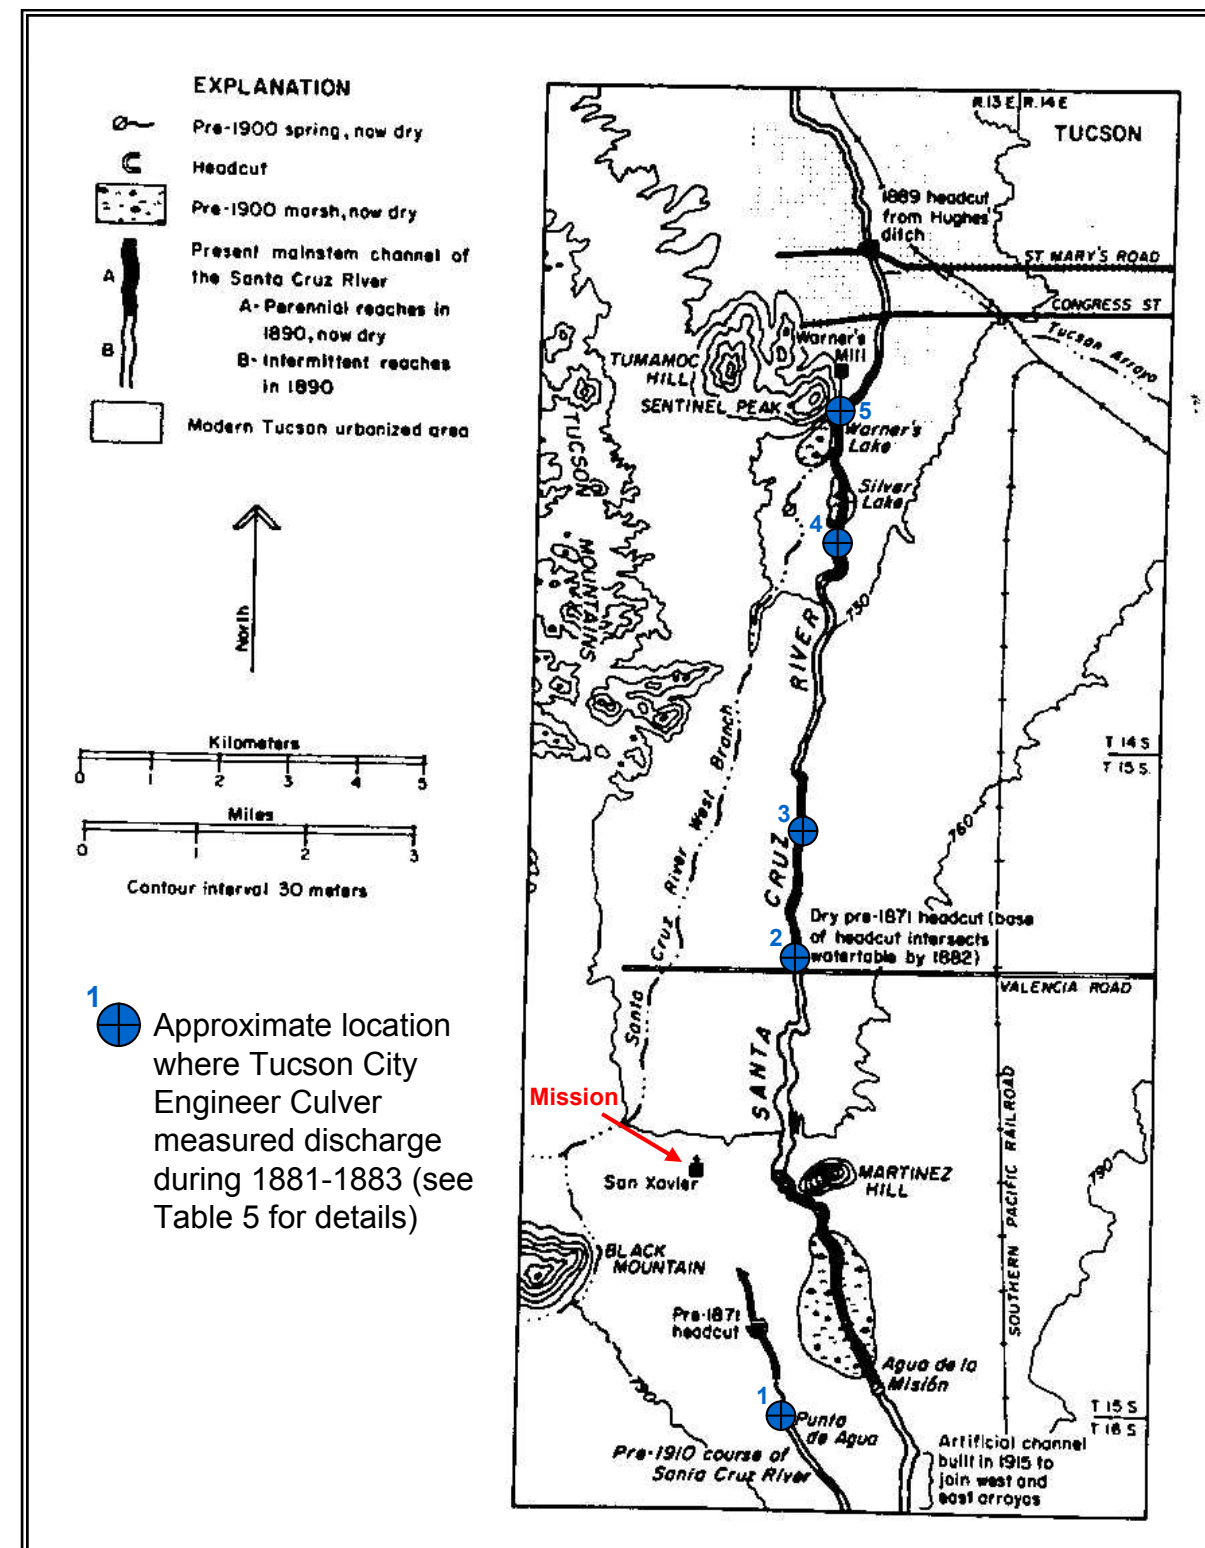 EXPLANATION
Pre-1900 spring, now dry
Headcut
Pre-1900 marsh, now dry
Present mainstem channel of
the Santa Cruz River
A
A- Perennial reaches in
1890, now dry
B
B- Intermittent reaches
in 1890
Modern Tucson urbanized area
North
Kilometers
0 1 2 3 4 5
Miles
0 1 2 3
Contour interval 30 meters
1
Approximate location
where Tucson City
Engineer Culver
measured discharge
during 1881-1883 (see
Table 5 for details)
R.13 E. R.14 E
TUCSON
1889 headcut
from Hughes'
ditch
ST MARY'S ROAD
CONGRESS ST
Tucson Arroyo
Warner's
Mill
TUMAMOC
HILL
SENTINEL PEAK
5
Warner's
Lake
Silver
Lake
4
TUCSON
MOUNTAINS
730
RIVER
Santa Cruz River West Branch
T 14 S
T 15 S.
760
3
CRUZ
Dry pre-1871 headcut (base
of headcut intersects
watertable by 1882)
2
VALENCIA ROAD
SANTA
Mission
San Xavier
MARTINEZ
HILL
SOUTHERN PACIFIC RAILROAD
790
BLACK
MOUNTAIN
Pre-1871
headcut
Agua de la
Misión
730
1
Punta
de Agua
T 15 S
T 16 S
Pre-1910 course of
Santa Cruz River
Artificial channel
built in 1915 to
join west and
east arroyos